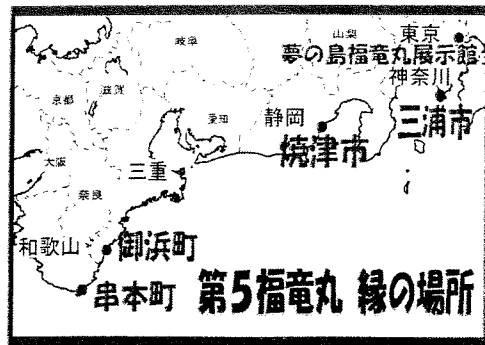 岐阜
山梨
東京
夢の島福竜丸展示館
神奈川
京都
滋賀
愛知
静岡
三浦市
焼津市
大阪
三重
奈良
和歌山
御浜町
串本町
第5福竜丸 縁の場所